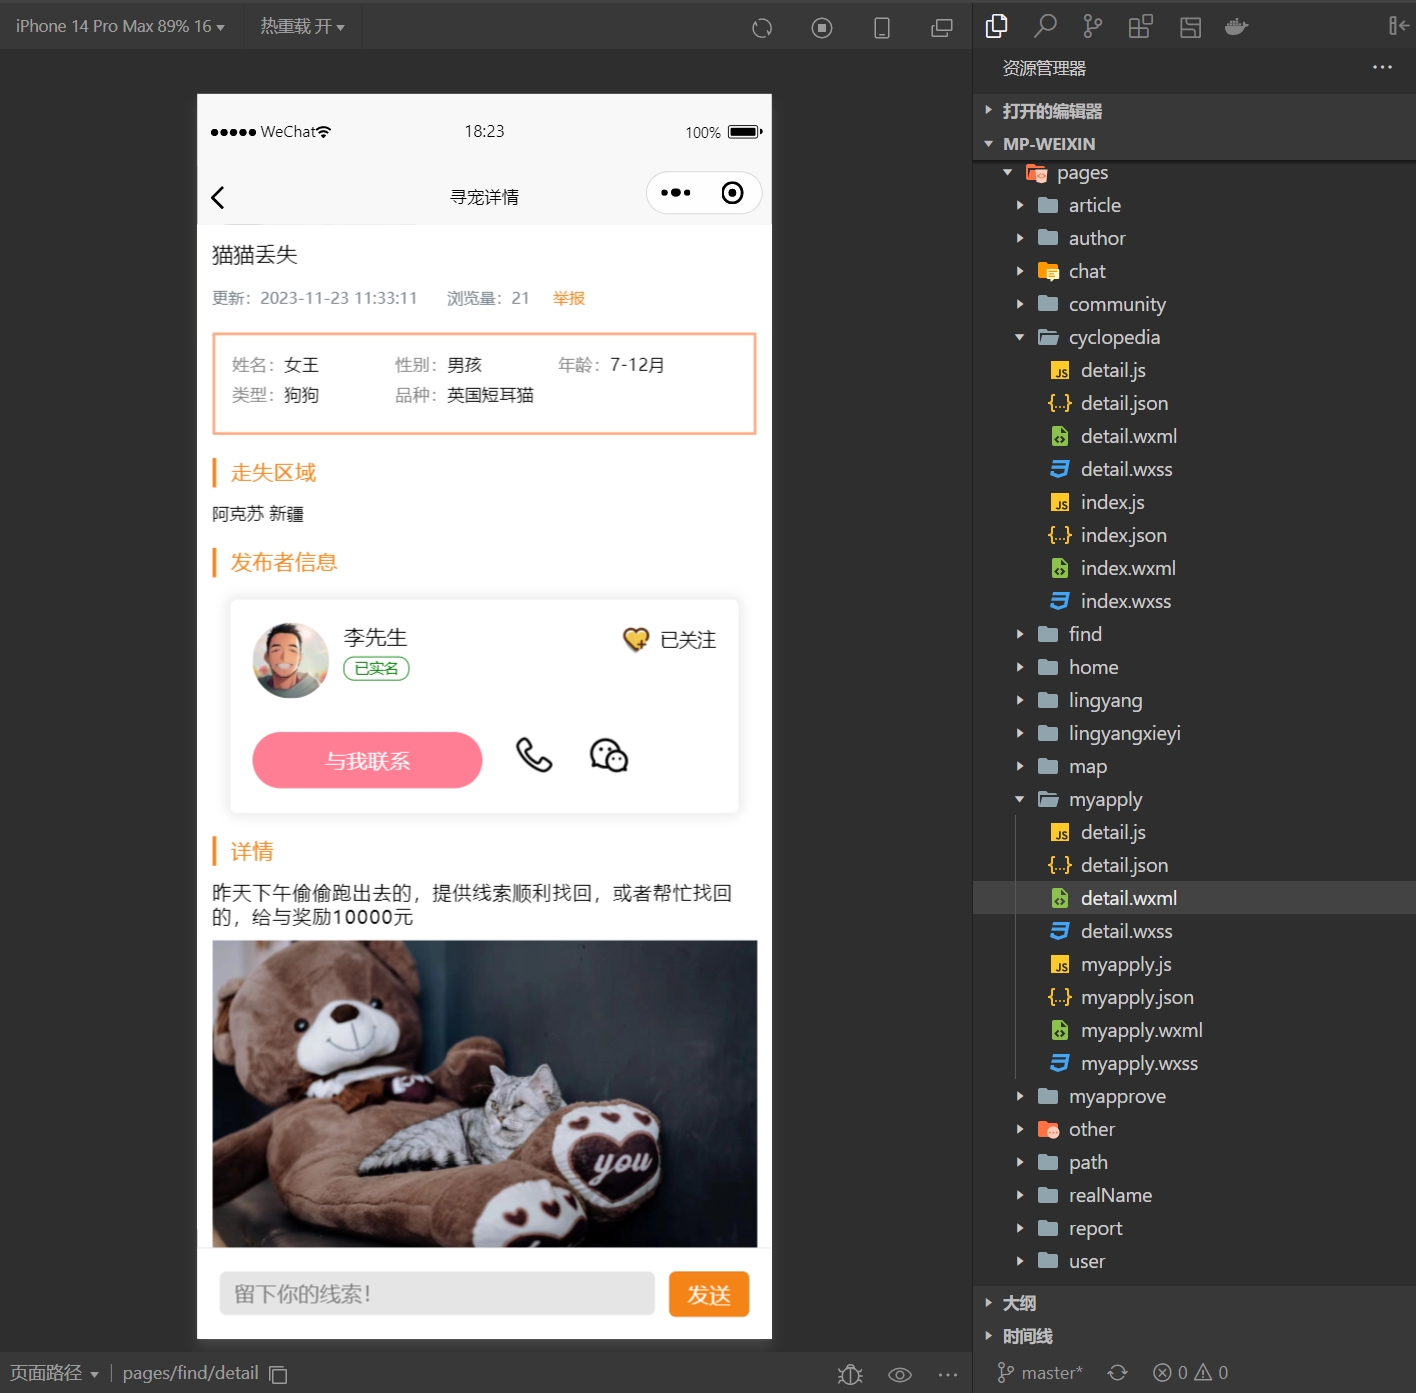 iPhone 14 Pro Max 89% 16
热重载 开
WeChat
18:23
100%
寻宠详情
猫猫丢失
更新：2023-11-23 11:33:11 浏览量：21 举报
姓名：女王 性别：男孩 年龄：7-12月
类型：狗狗 品种：英国短耳猫
走失区域
阿克苏 新疆
发布者信息
李先生
已实名
已关注
与我联系
详情
昨天下午偷偷跑出去的，提供线索顺利找回，或者帮忙找回
的，给与奖励10000元
you
留下你的线索！
发送
页面路径
pages/find/detail
资源管理器
打开的编辑器
MP-WEIXIN
pages
article
author
chat
community
cyclopedia
JS detail.js
{..} detail.json
detail.wxml
detail.wxss
JS index.js
{..} index.json
index.wxml
index.wxss
find
home
lingyang
lingyangxieyi
map
myapply
JS detail.js
{..} detail.json
detail.wxml
detail.wxss
JS myapply.js
{..} myapply.json
myapply.wxml
myapply.wxss
myapprove
other
path
realName
report
user
大纲
时间线
master*
0
0